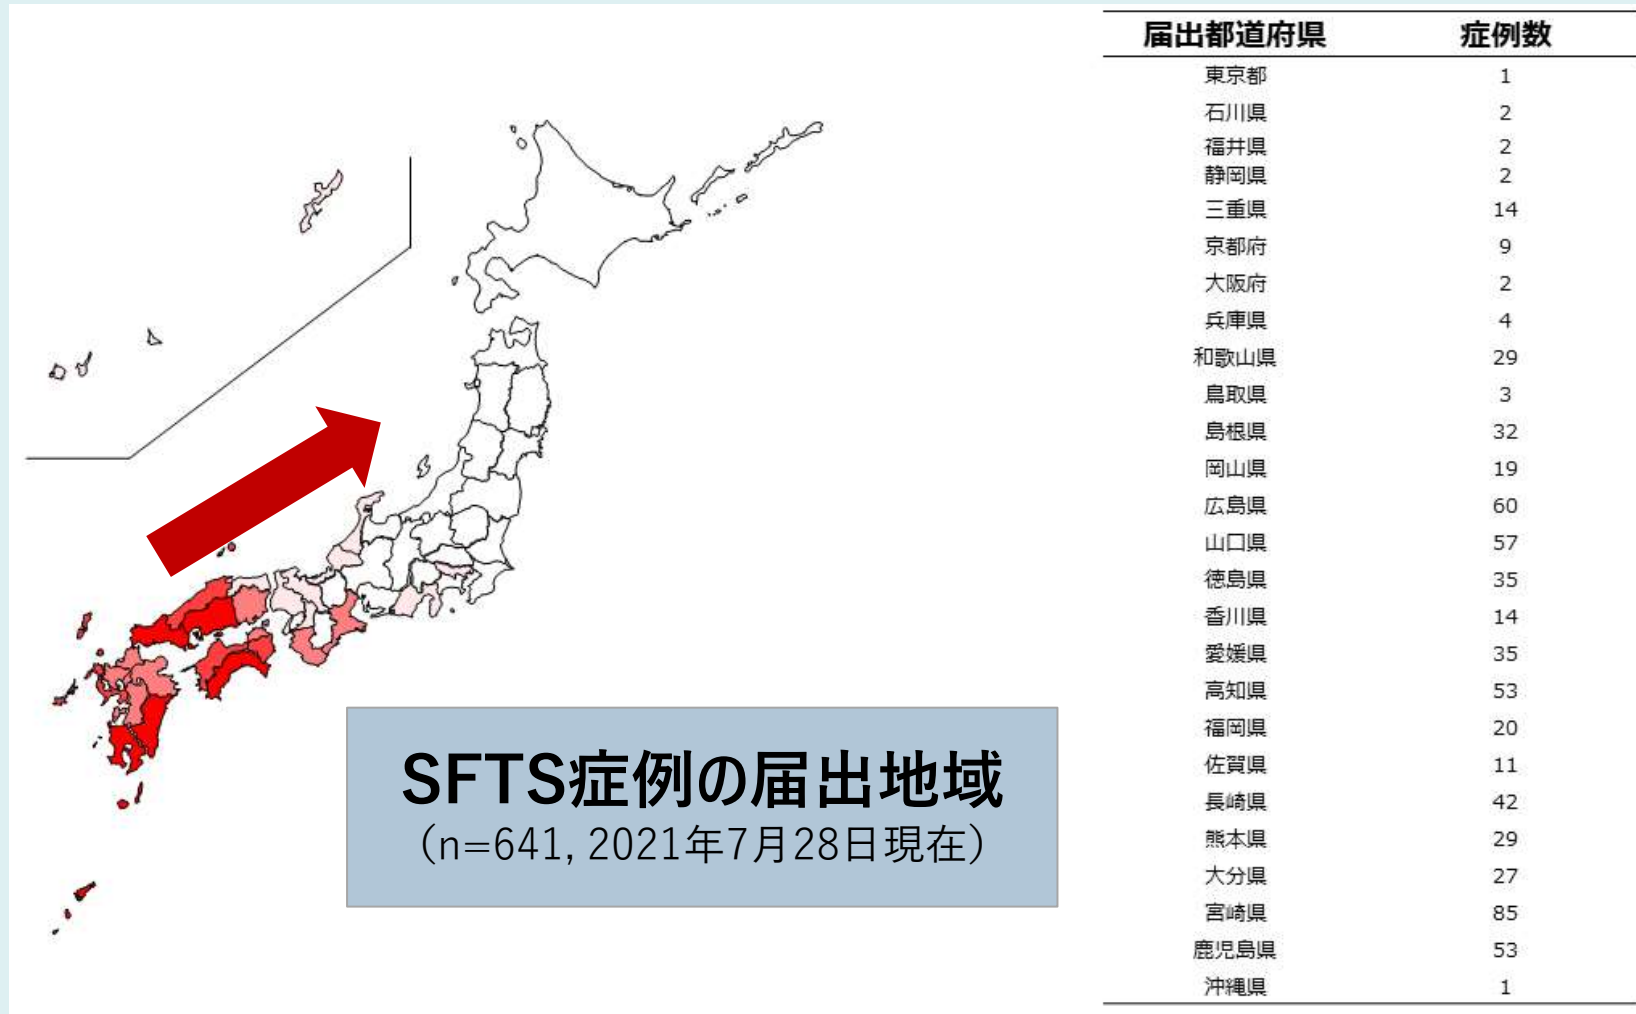 届出都道府県 症例数
東京都 1
石川県 2
福井県 2
静岡県 2
三重県 14
京都府 9
大阪府 2
兵庫県 4
和歌山県 29
鳥取県 3
島根県 32
岡山県 19
広島県 60
山口県 57
徳島県 35
香川県 14
愛媛県 35
高知県 53
福岡県 20
佐賀県 11
長崎県 42
熊本県 29
大分県 27
宮崎県 85
鹿児島県 53
沖縄県 1
SFTS症例の届出地域
（n=641, 2021年7月28日現在）